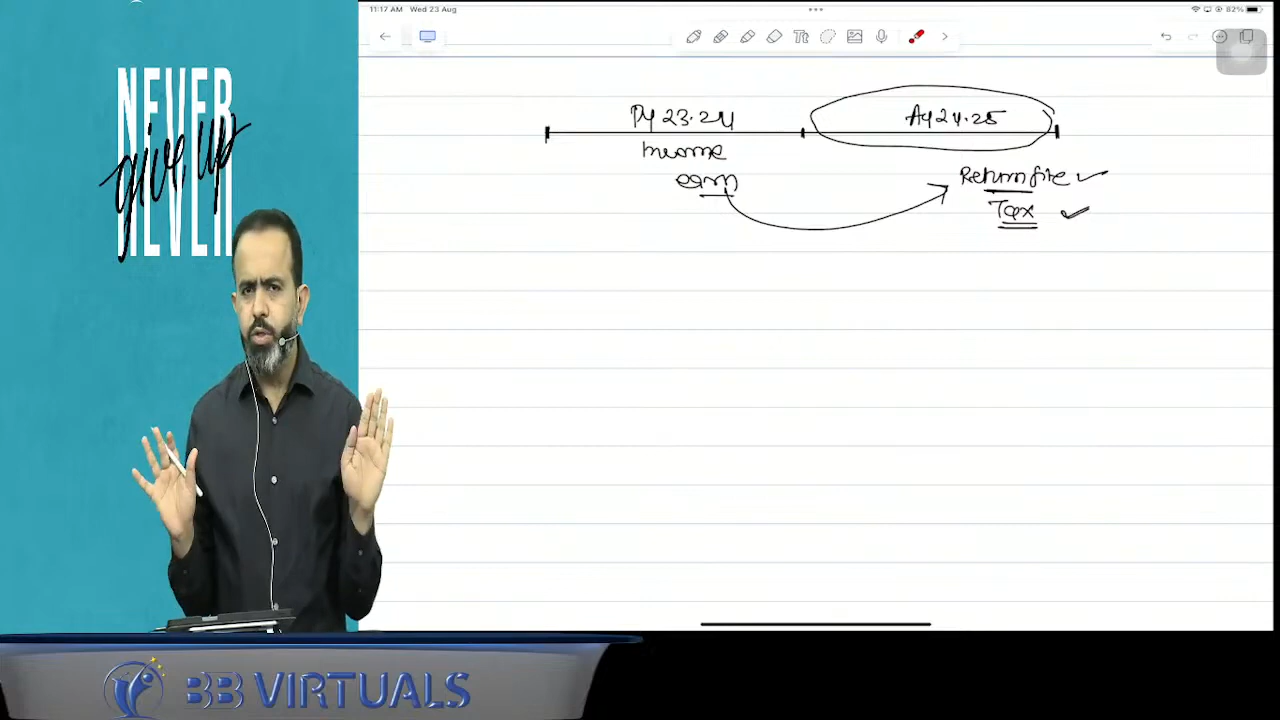 11:17 AM Wed 23 Aug
82%
NEVER
give up
NEVER
Tt
PY 23.24
AY 24.25
Income
earn
Return file
Tax
BB VIRTUALS